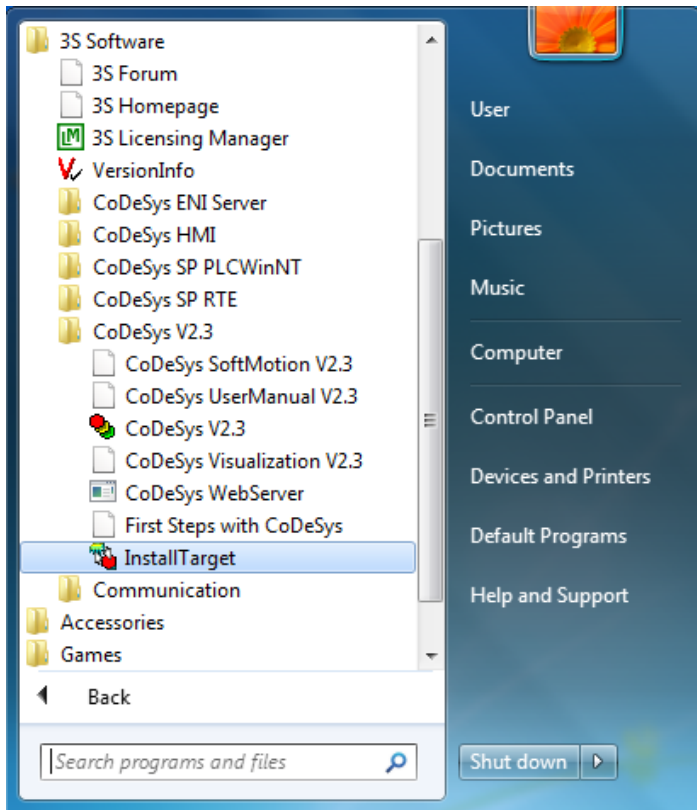 3S Software
3S Forum
3S Homepage
LM 3S Licensing Manager
VersionInfo
CoDeSys ENI Server
CoDeSys HMI
CoDeSys SP PLCWinNT
CoDeSys SP RTE
CoDeSys V2.3
CoDeSys SoftMotion V2.3
CoDeSys UserManual V2.3
CoDeSys V2.3
CoDeSys Visualization V2.3
CoDeSys WebServer
First Steps with CoDeSys
InstallTarget
Communication
Accessories
Games
Back
Search programs and files
User
Documents
Pictures
Music
Computer
Control Panel
Devices and Printers
Default Programs
Help and Support
Shut down